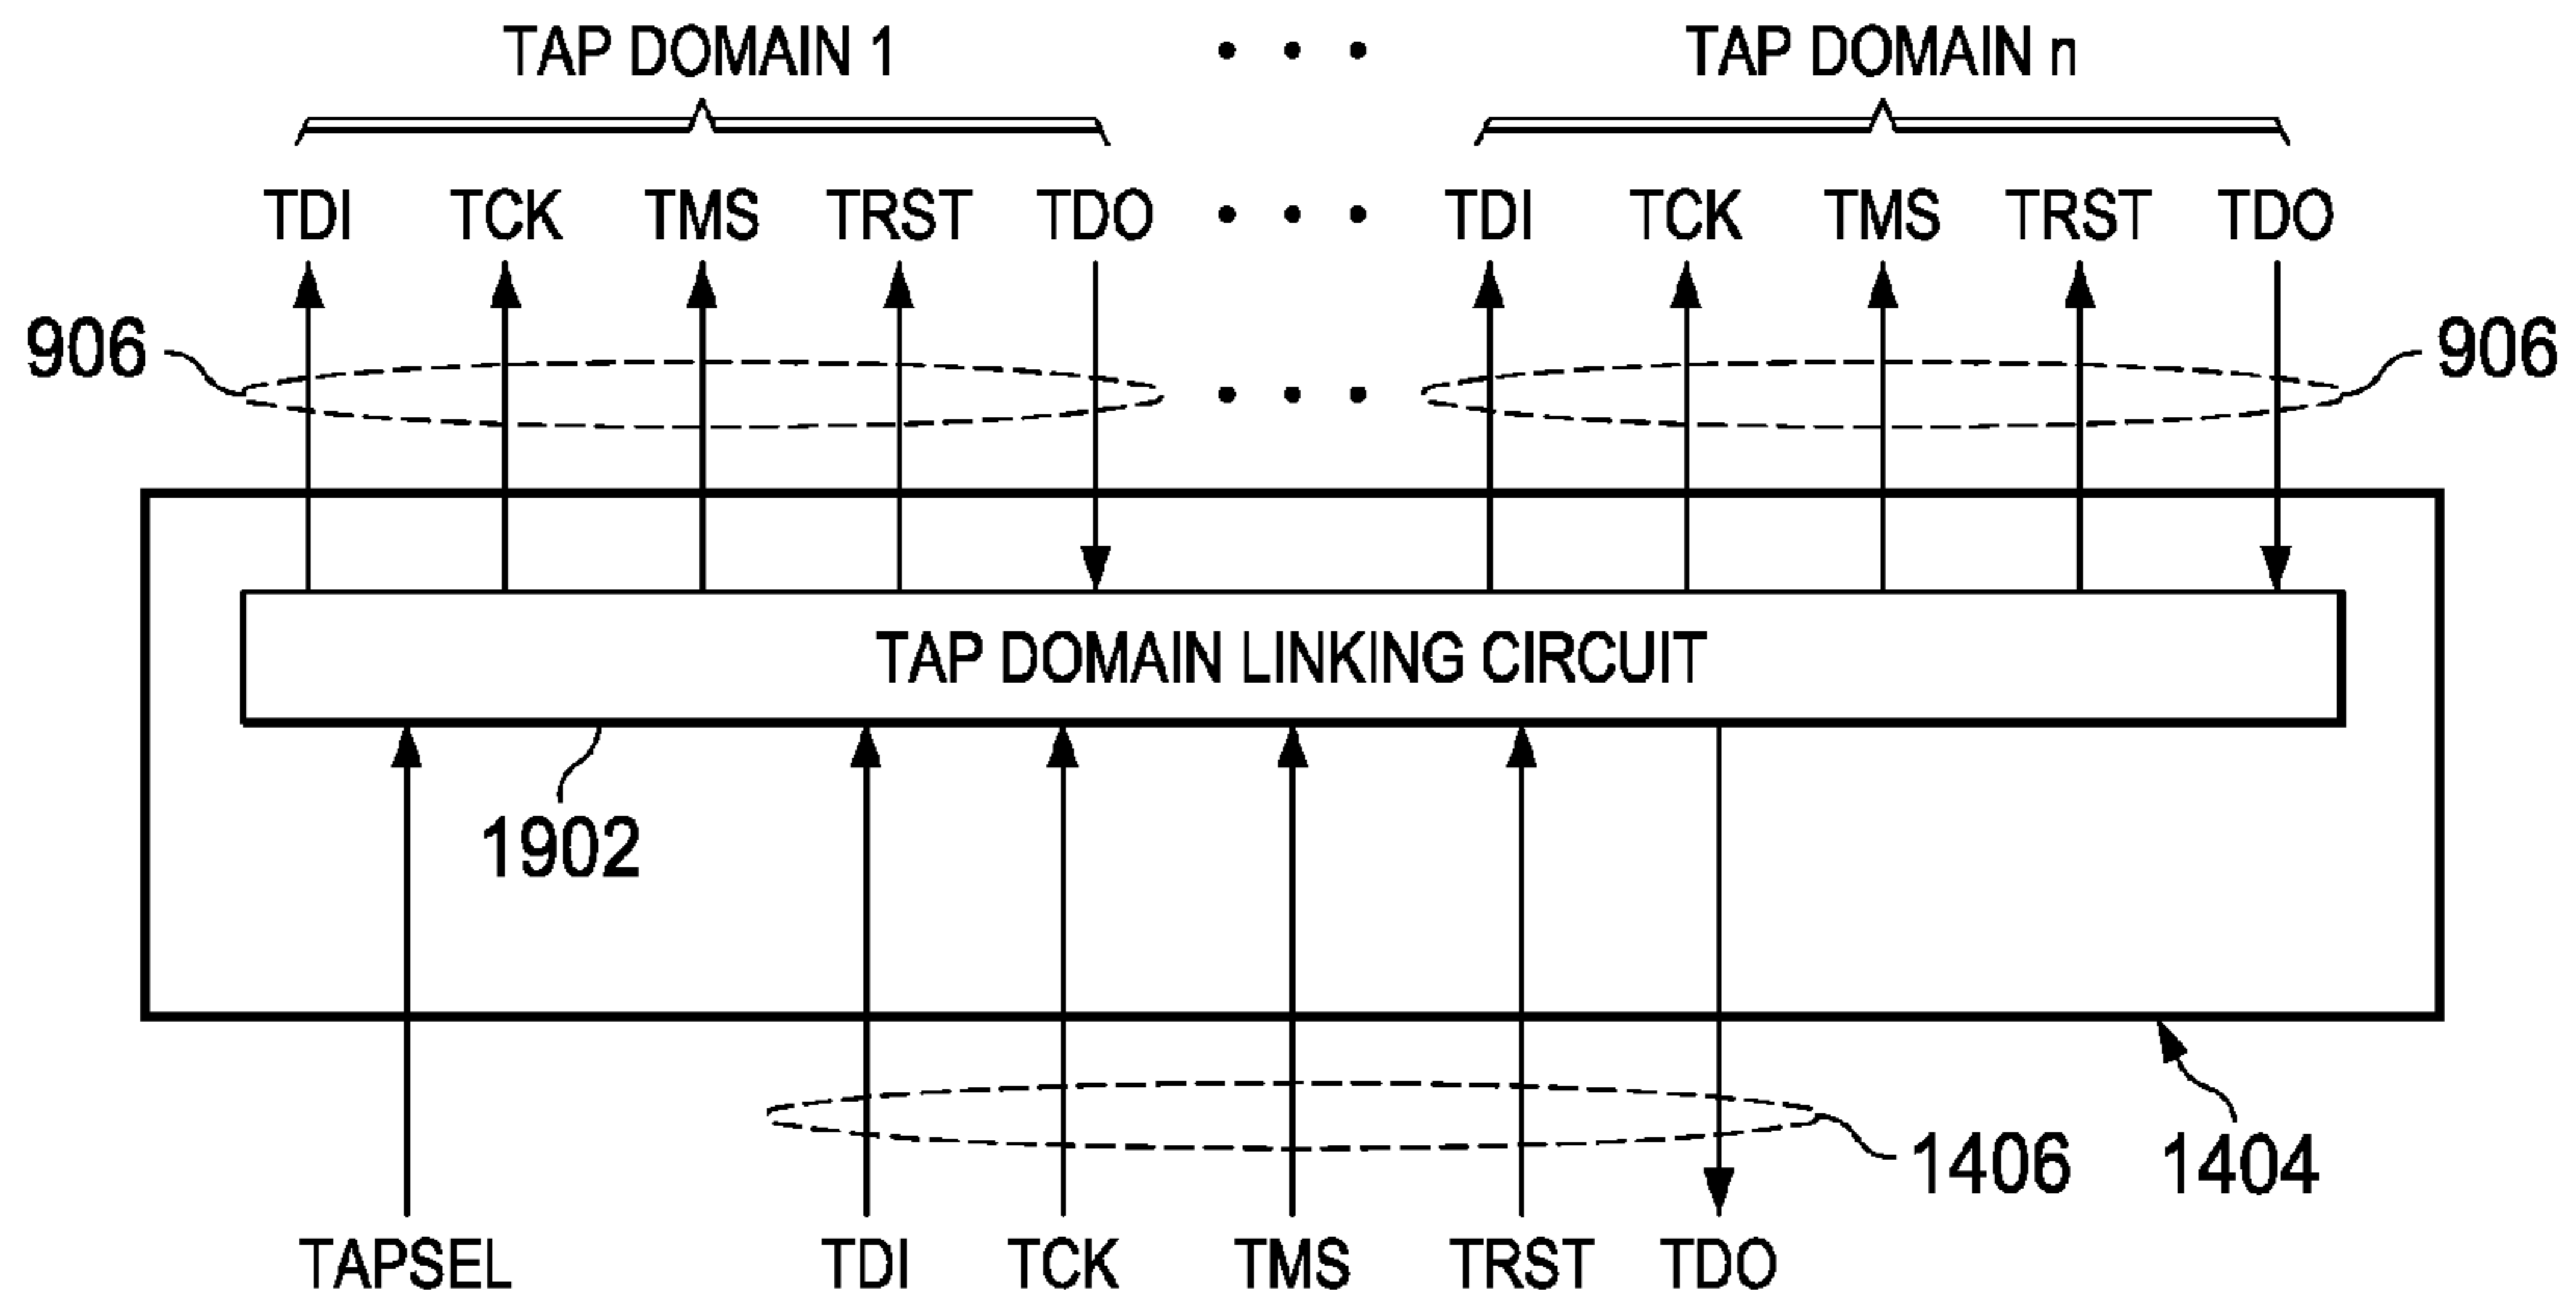 TAP DOMAIN 1 • • • TAP DOMAIN n
TDI TCK TMS TRST TDO • • • TDI TCK TMS TRST TDO
906 • • • 906
TAP DOMAIN LINKING CIRCUIT
1902
1406 1404
TAPSEL TDI TCK TMS TRST TDO